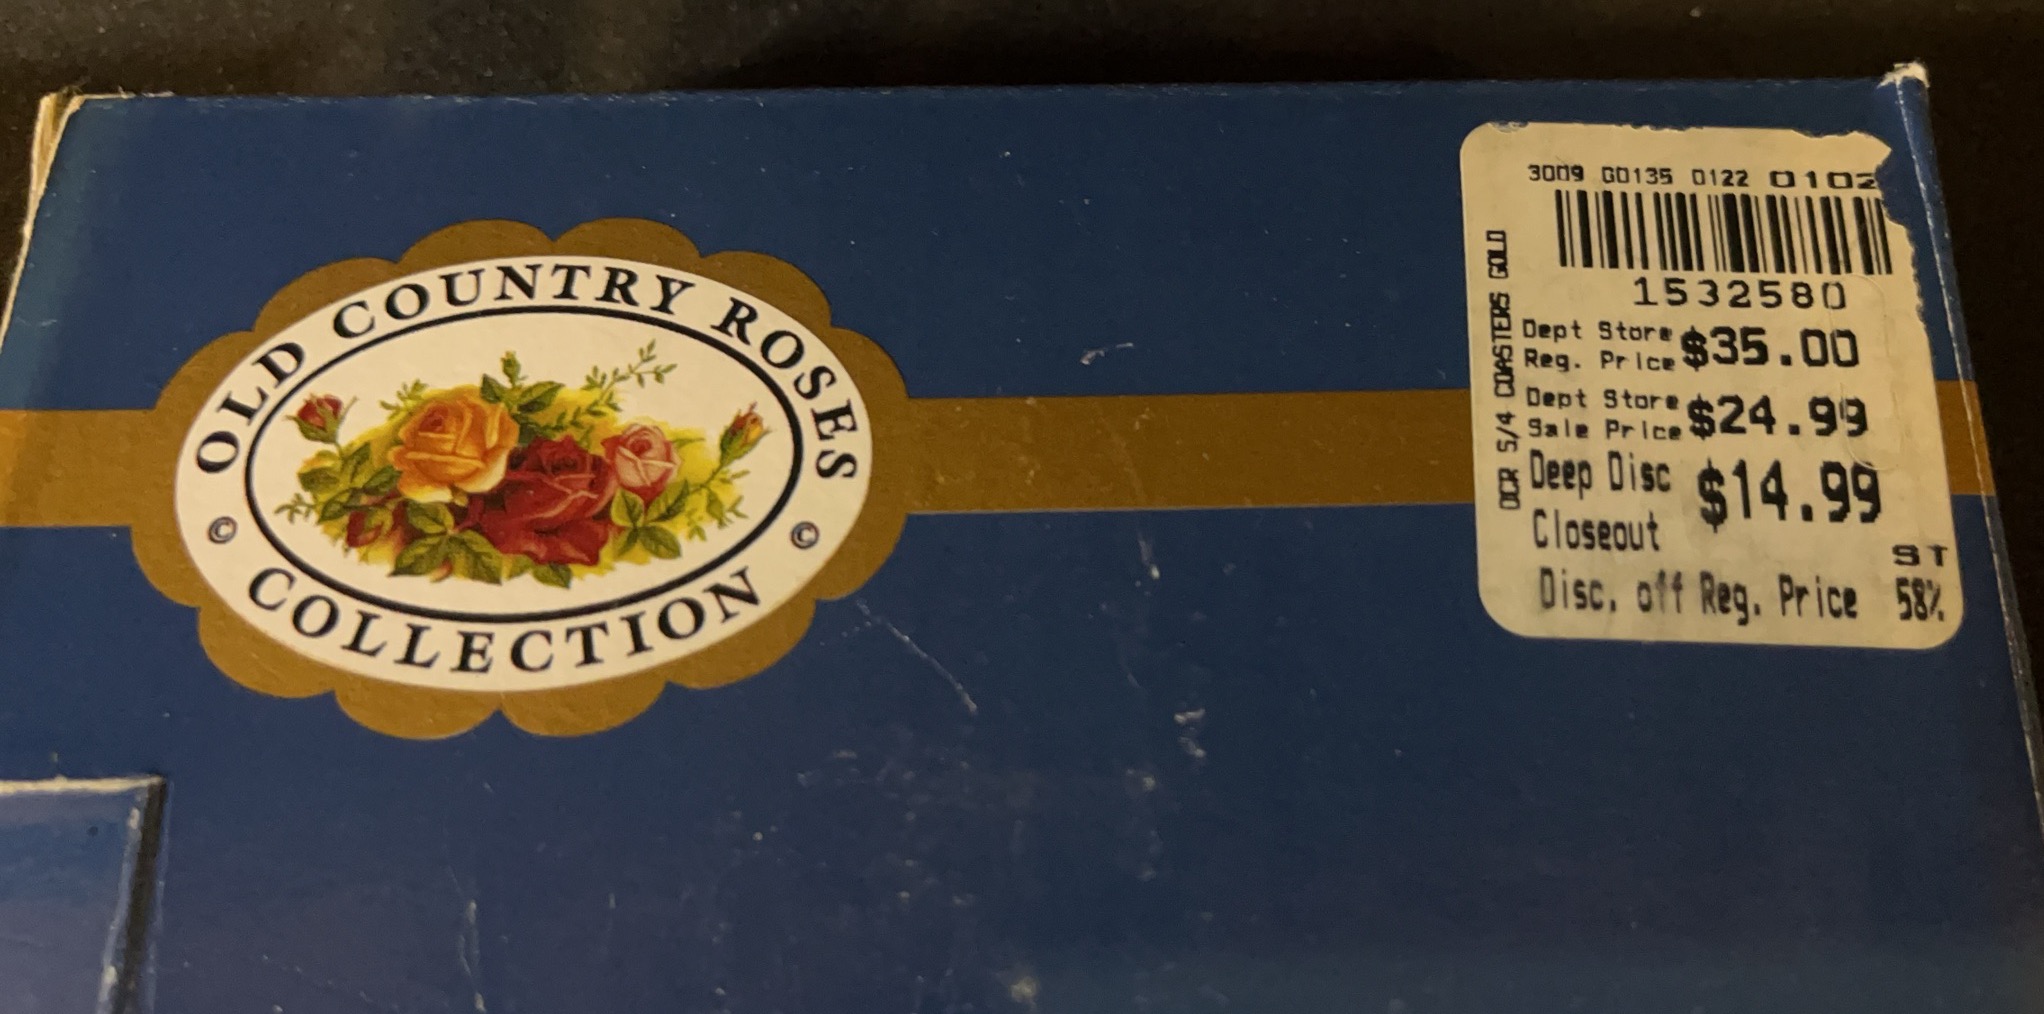 OLD COUNTRY ROSES
© ©
COLLECTION
3009 G0135 0122 0102
1532580
OCR S/4 COASTERS GOLD
Dept Store
Reg. Price $35.00
Dept Store
Sale Price $24.99
Deep Disc
Closeout $14.99
ST
Disc. off Reg. Price 58%